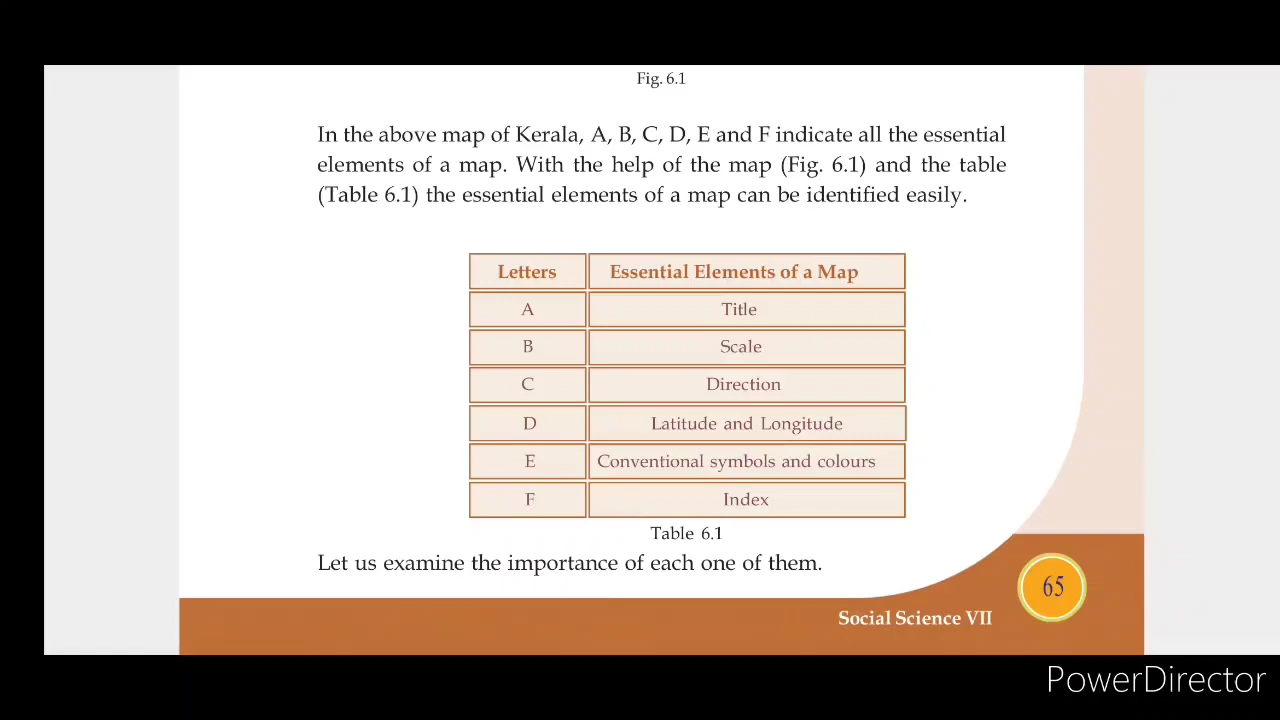 Fig. 6.1
In the above map of Kerala, A, B, C, D, E and F indicate all the essential
elements of a map. With the help of the map (Fig. 6.1) and the table
(Table 6.1) the essential elements of a map can be identified easily.
Letters Essential Elements of a Map
A Title
B Scale
C Direction
D Latitude and Longitude
E Conventional symbols and colours
F Index
Table 6.1
Let us examine the importance of each one of them.
65
Social Science VII
PowerDirector